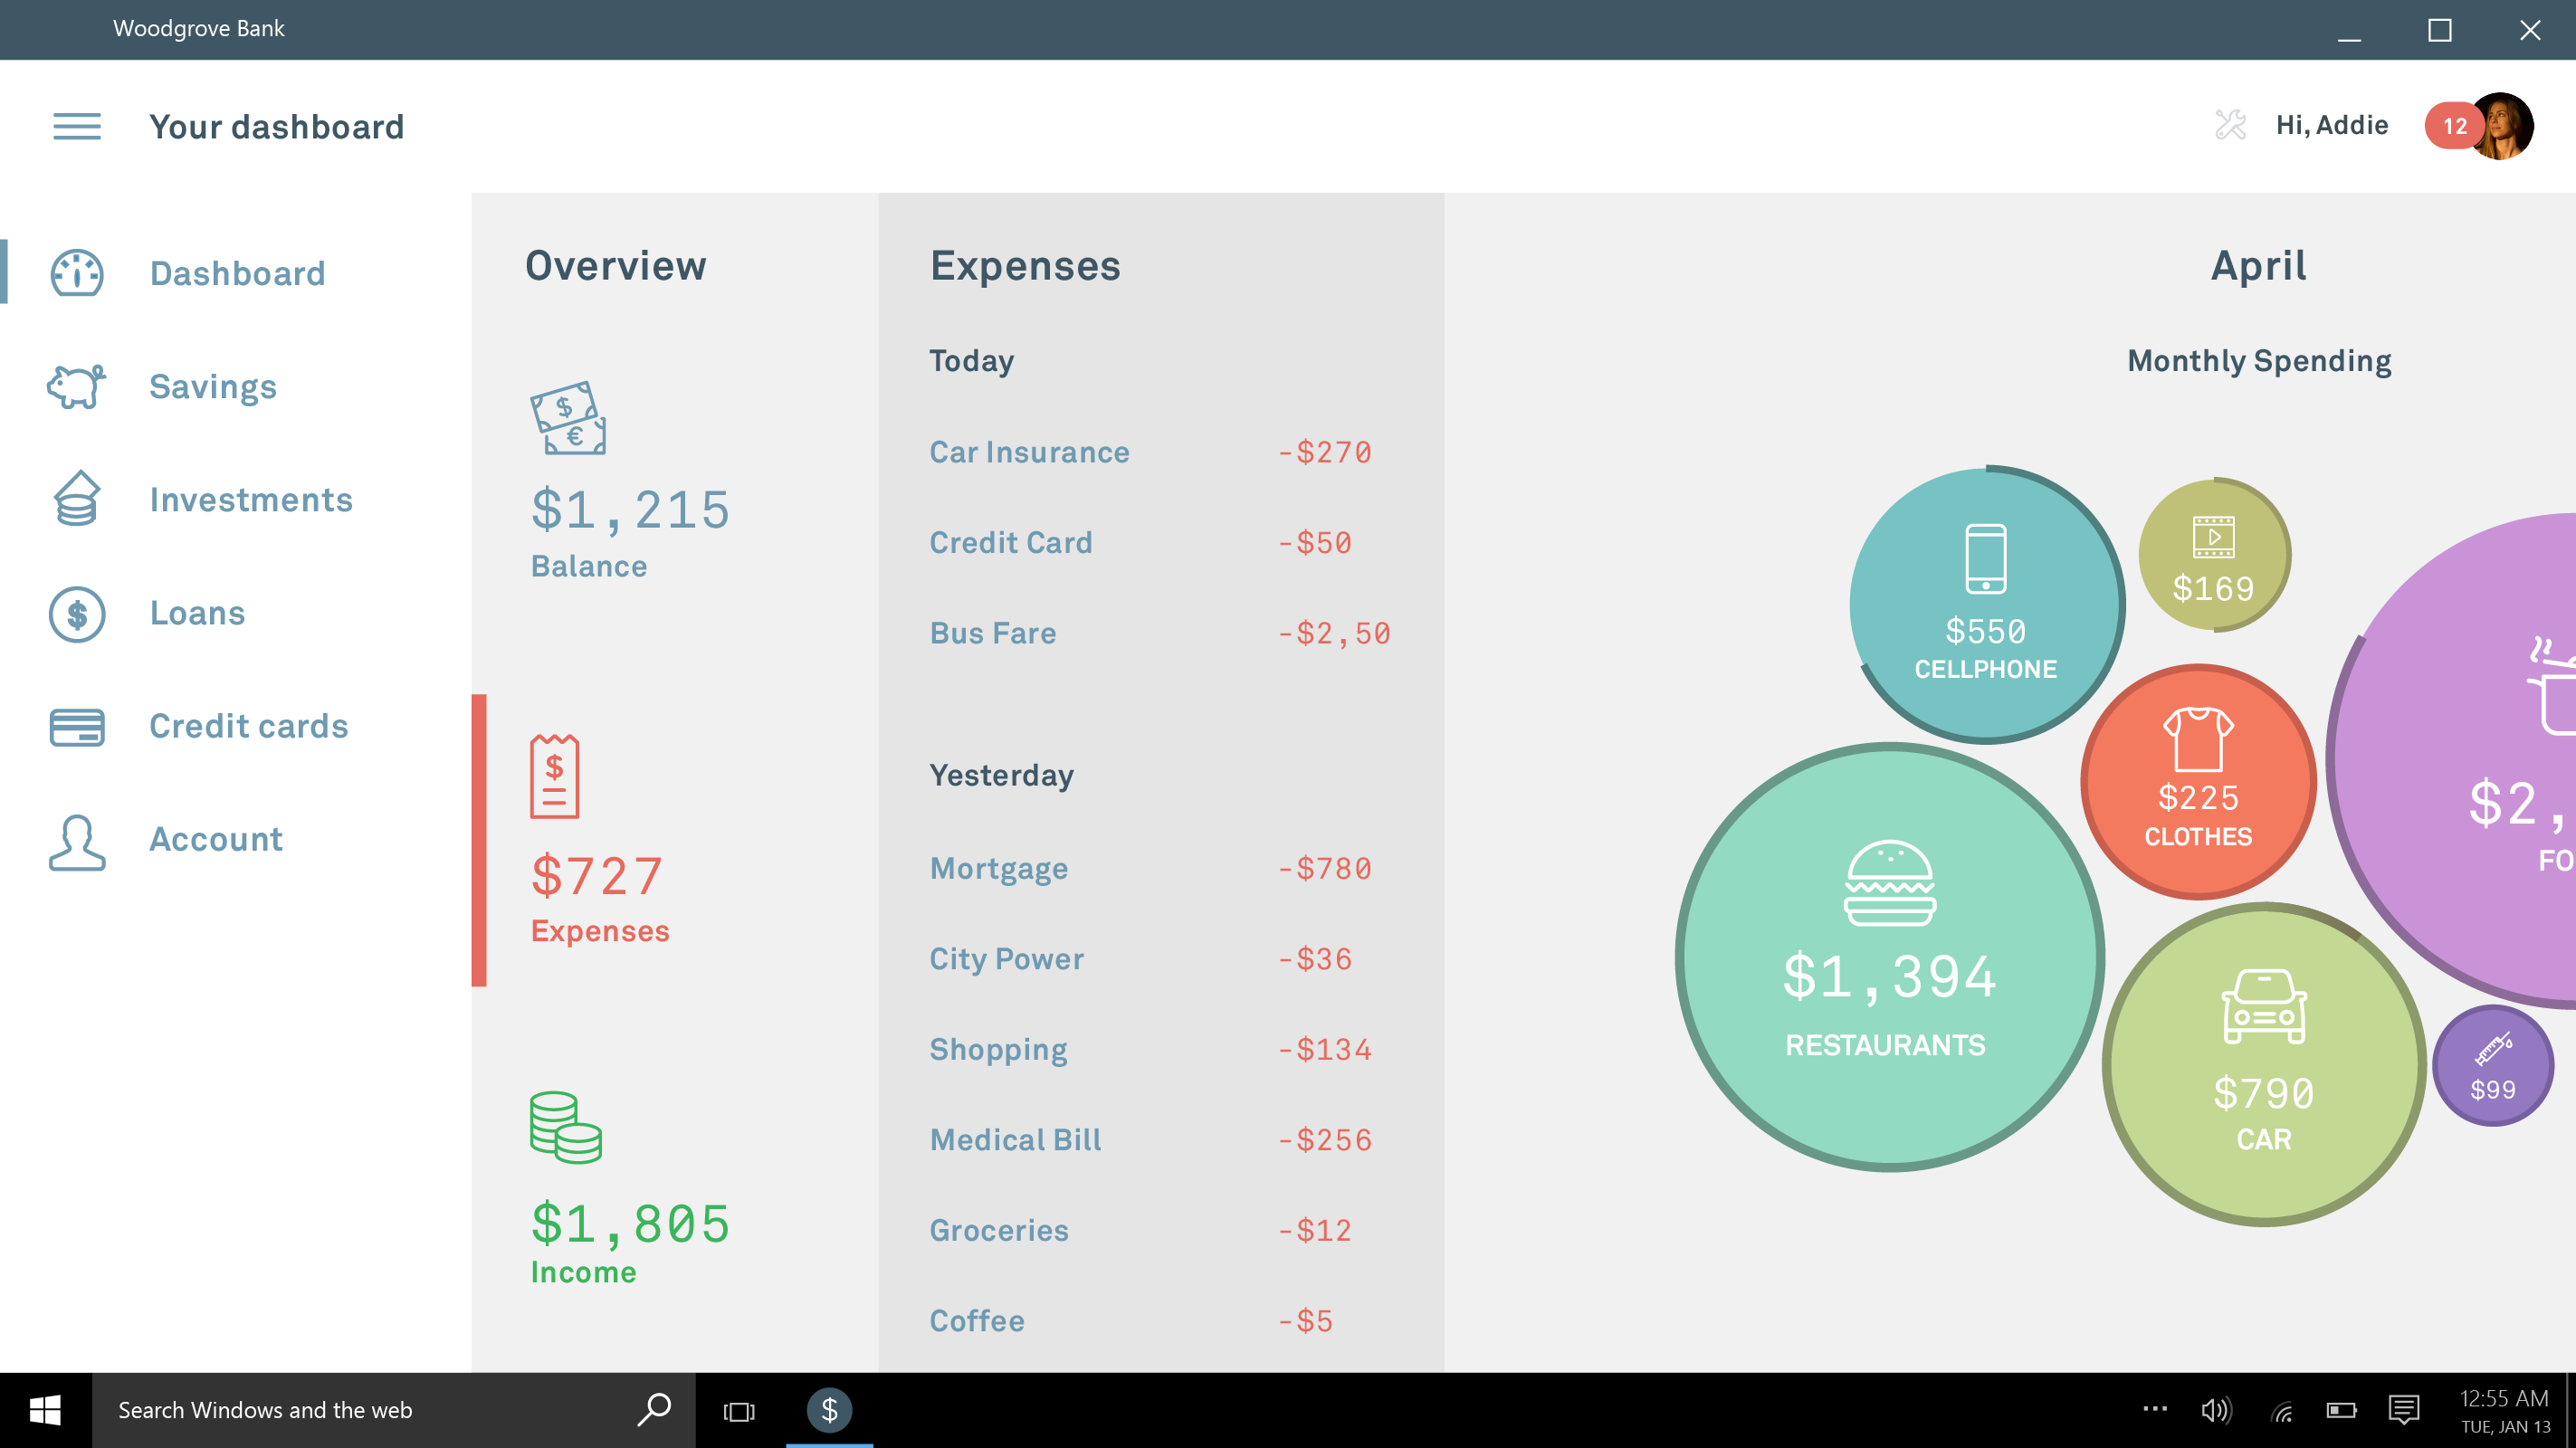 Woodgrove Bank
Your dashboard
Hi, Addie
12
Dashboard
Savings
Investments
Loans
Credit cards
Account
Overview
$
€
$1,215
Balance
$
$727
Expenses
$1,805
Income
Expenses
Today
Car Insurance -$270
Credit Card -$50
Bus Fare -$2,50
Yesterday
Mortgage -$780
City Power -$36
Shopping -$134
Medical Bill -$256
Groceries -$12
Coffee -$5
April
Monthly Spending
$550
CELLPHONE
$169
$225
CLOTHES
$2,
FO
$1,394
RESTAURANTS
$790
CAR
$99
Search Windows and the web
$
12:55 AM
TUE, JAN 13